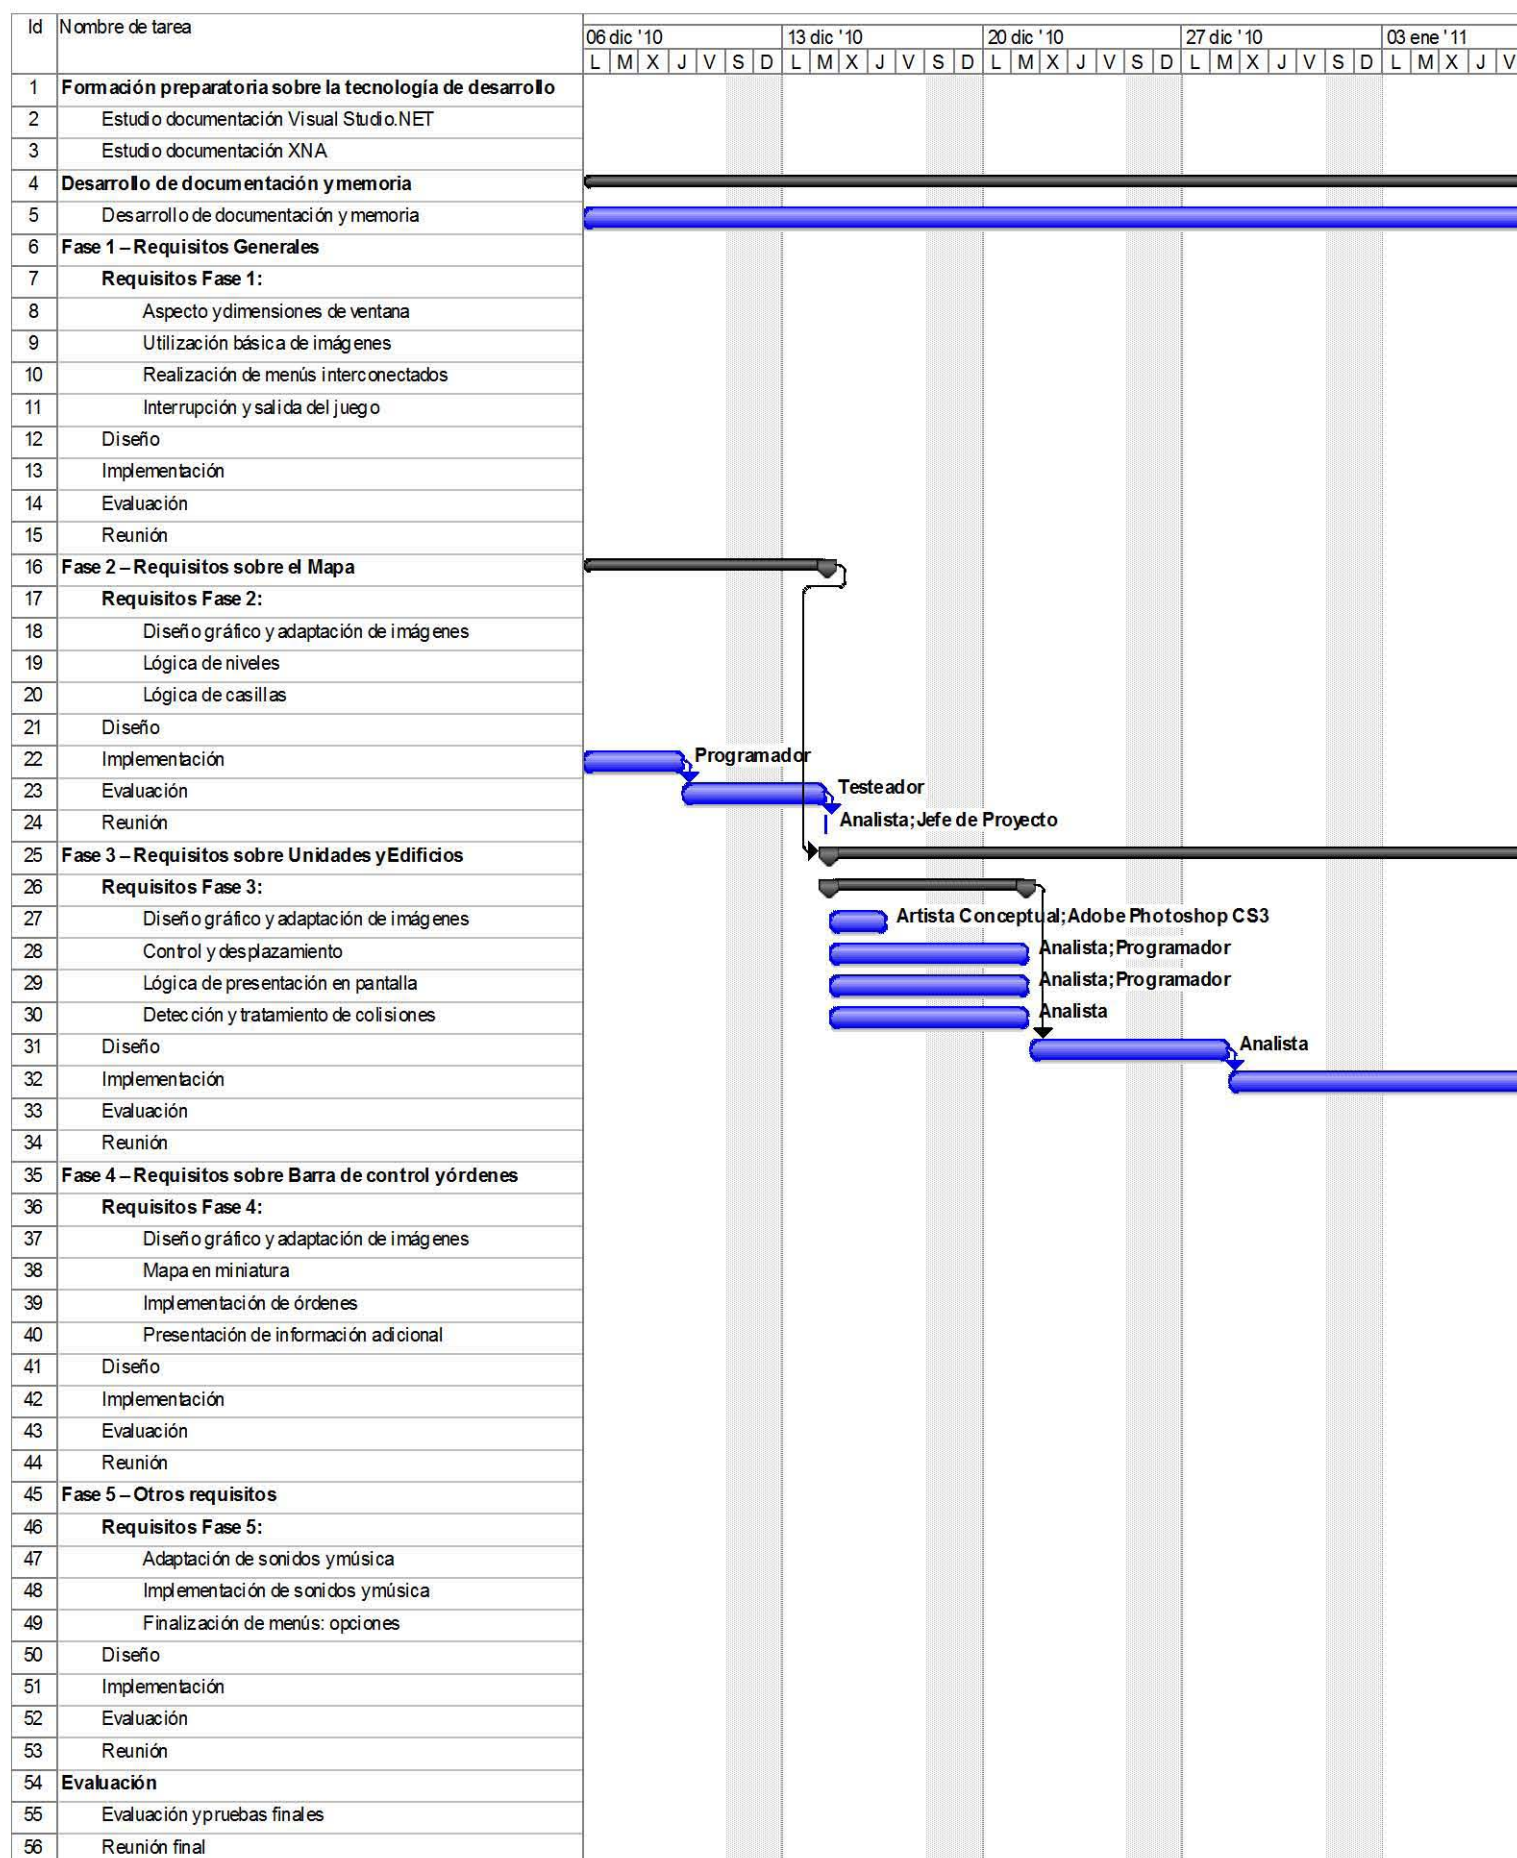 Id Nombre de tarea
06 dic '10 13 dic '10 20 dic '10 27 dic '10 03 ene '11
L M X J V S D L M X J V S D L M X J V S D L M X J V S D L M X J V
1 Formación preparatoria sobre la tecnología de desarrollo
2 Estudio documentación Visual Studio.NET
3 Estudio documentación XNA
4 Desarrollo de documentación y memoria
5 Desarrollo de documentación y memoria
6 Fase 1 – Requisitos Generales
7 Requisitos Fase 1:
8 Aspecto y dimensiones de ventana
9 Utilización básica de imágenes
10 Realización de menús interconectados
11 Interrupción y salida del juego
12 Diseño
13 Implementación
14 Evaluación
15 Reunión
16 Fase 2 – Requisitos sobre el Mapa
17 Requisitos Fase 2:
18 Diseño gráfico y adaptación de imágenes
19 Lógica de niveles
20 Lógica de casillas
21 Diseño
22 Implementación Programador
23 Evaluación Testeador
24 Reunión Analista;Jefe de Proyecto
25 Fase 3 – Requisitos sobre Unidades y Edificios
26 Requisitos Fase 3:
27 Diseño gráfico y adaptación de imágenes Artista Conceptual;Adobe Photoshop CS3
28 Control y desplazamiento Analista;Programador
29 Lógica de presentación en pantalla Analista;Programador
30 Detección y tratamiento de colisiones Analista
31 Diseño Analista
32 Implementación
33 Evaluación
34 Reunión
35 Fase 4 – Requisitos sobre Barra de control y órdenes
36 Requisitos Fase 4:
37 Diseño gráfico y adaptación de imágenes
38 Mapa en miniatura
39 Implementación de órdenes
40 Presentación de información adicional
41 Diseño
42 Implementación
43 Evaluación
44 Reunión
45 Fase 5 – Otros requisitos
46 Requisitos Fase 5:
47 Adaptación de sonidos y música
48 Implementación de sonidos y música
49 Finalización de menús: opciones
50 Diseño
51 Implementación
52 Evaluación
53 Reunión
54 Evaluación
55 Evaluación y pruebas finales
56 Reunión final